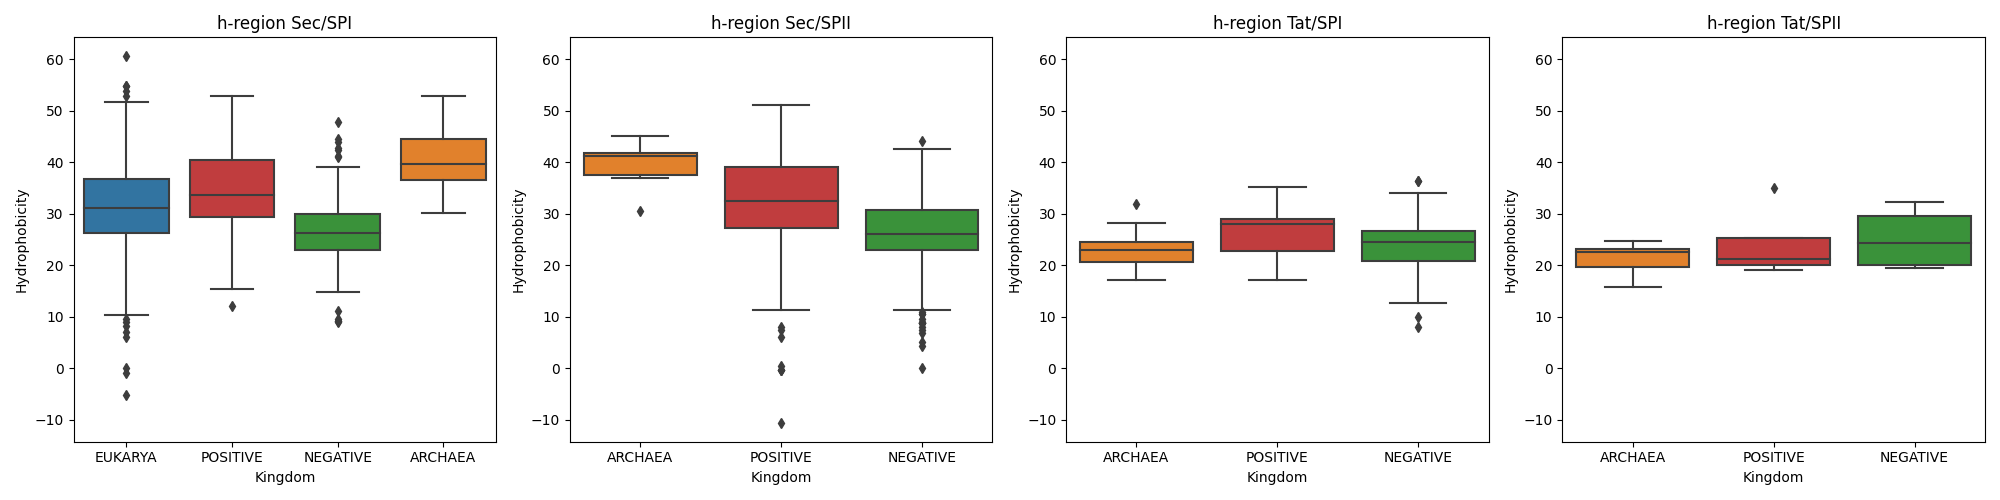 h-region Sec/SPI
Hydrophobicity
60
50
40
30
20
10
0
−10
EUKARYA POSITIVE NEGATIVE ARCHAEA
Kingdom
h-region Sec/SPII
Hydrophobicity
60
50
40
30
20
10
0
−10
ARCHAEA POSITIVE NEGATIVE
Kingdom
h-region Tat/SPI
Hydrophobicity
60
50
40
30
20
10
0
−10
ARCHAEA POSITIVE NEGATIVE
Kingdom
h-region Tat/SPII
Hydrophobicity
60
50
40
30
20
10
0
−10
ARCHAEA POSITIVE NEGATIVE
Kingdom